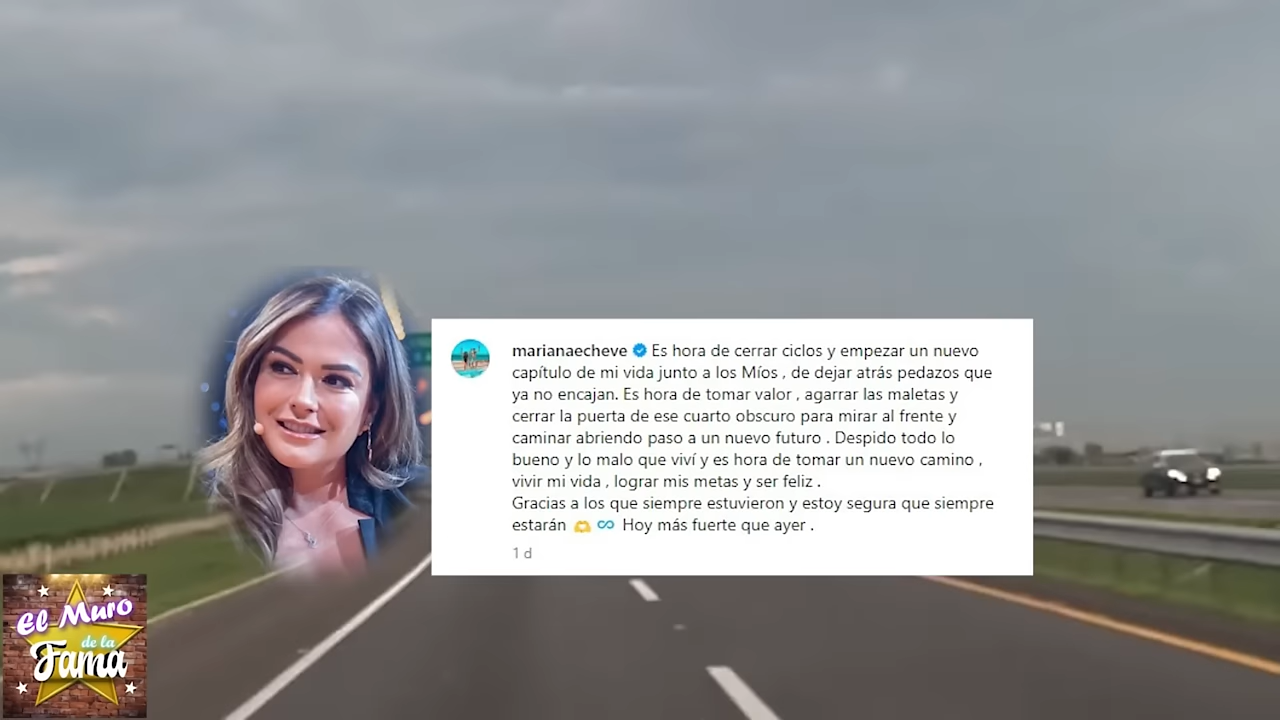 marianaecheve Es hora de cerrar ciclos y empezar un nuevo
capítulo de mi vida junto a los Míos , de dejar atrás pedazos que
ya no encajan. Es hora de tomar valor , agarrar las maletas y
cerrar la puerta de ese cuarto obscuro para mirar al frente y
caminar abriendo paso a un nuevo futuro . Despido todo lo
bueno y lo malo que viví y es hora de tomar un nuevo camino ,
vivir mi vida , lograr mis metas y ser feliz .
Gracias a los que siempre estuvieron y estoy segura que siempre
estarán 🫶 ∞ Hoy más fuerte que ayer .
1 d
El Muro
de la
Fama